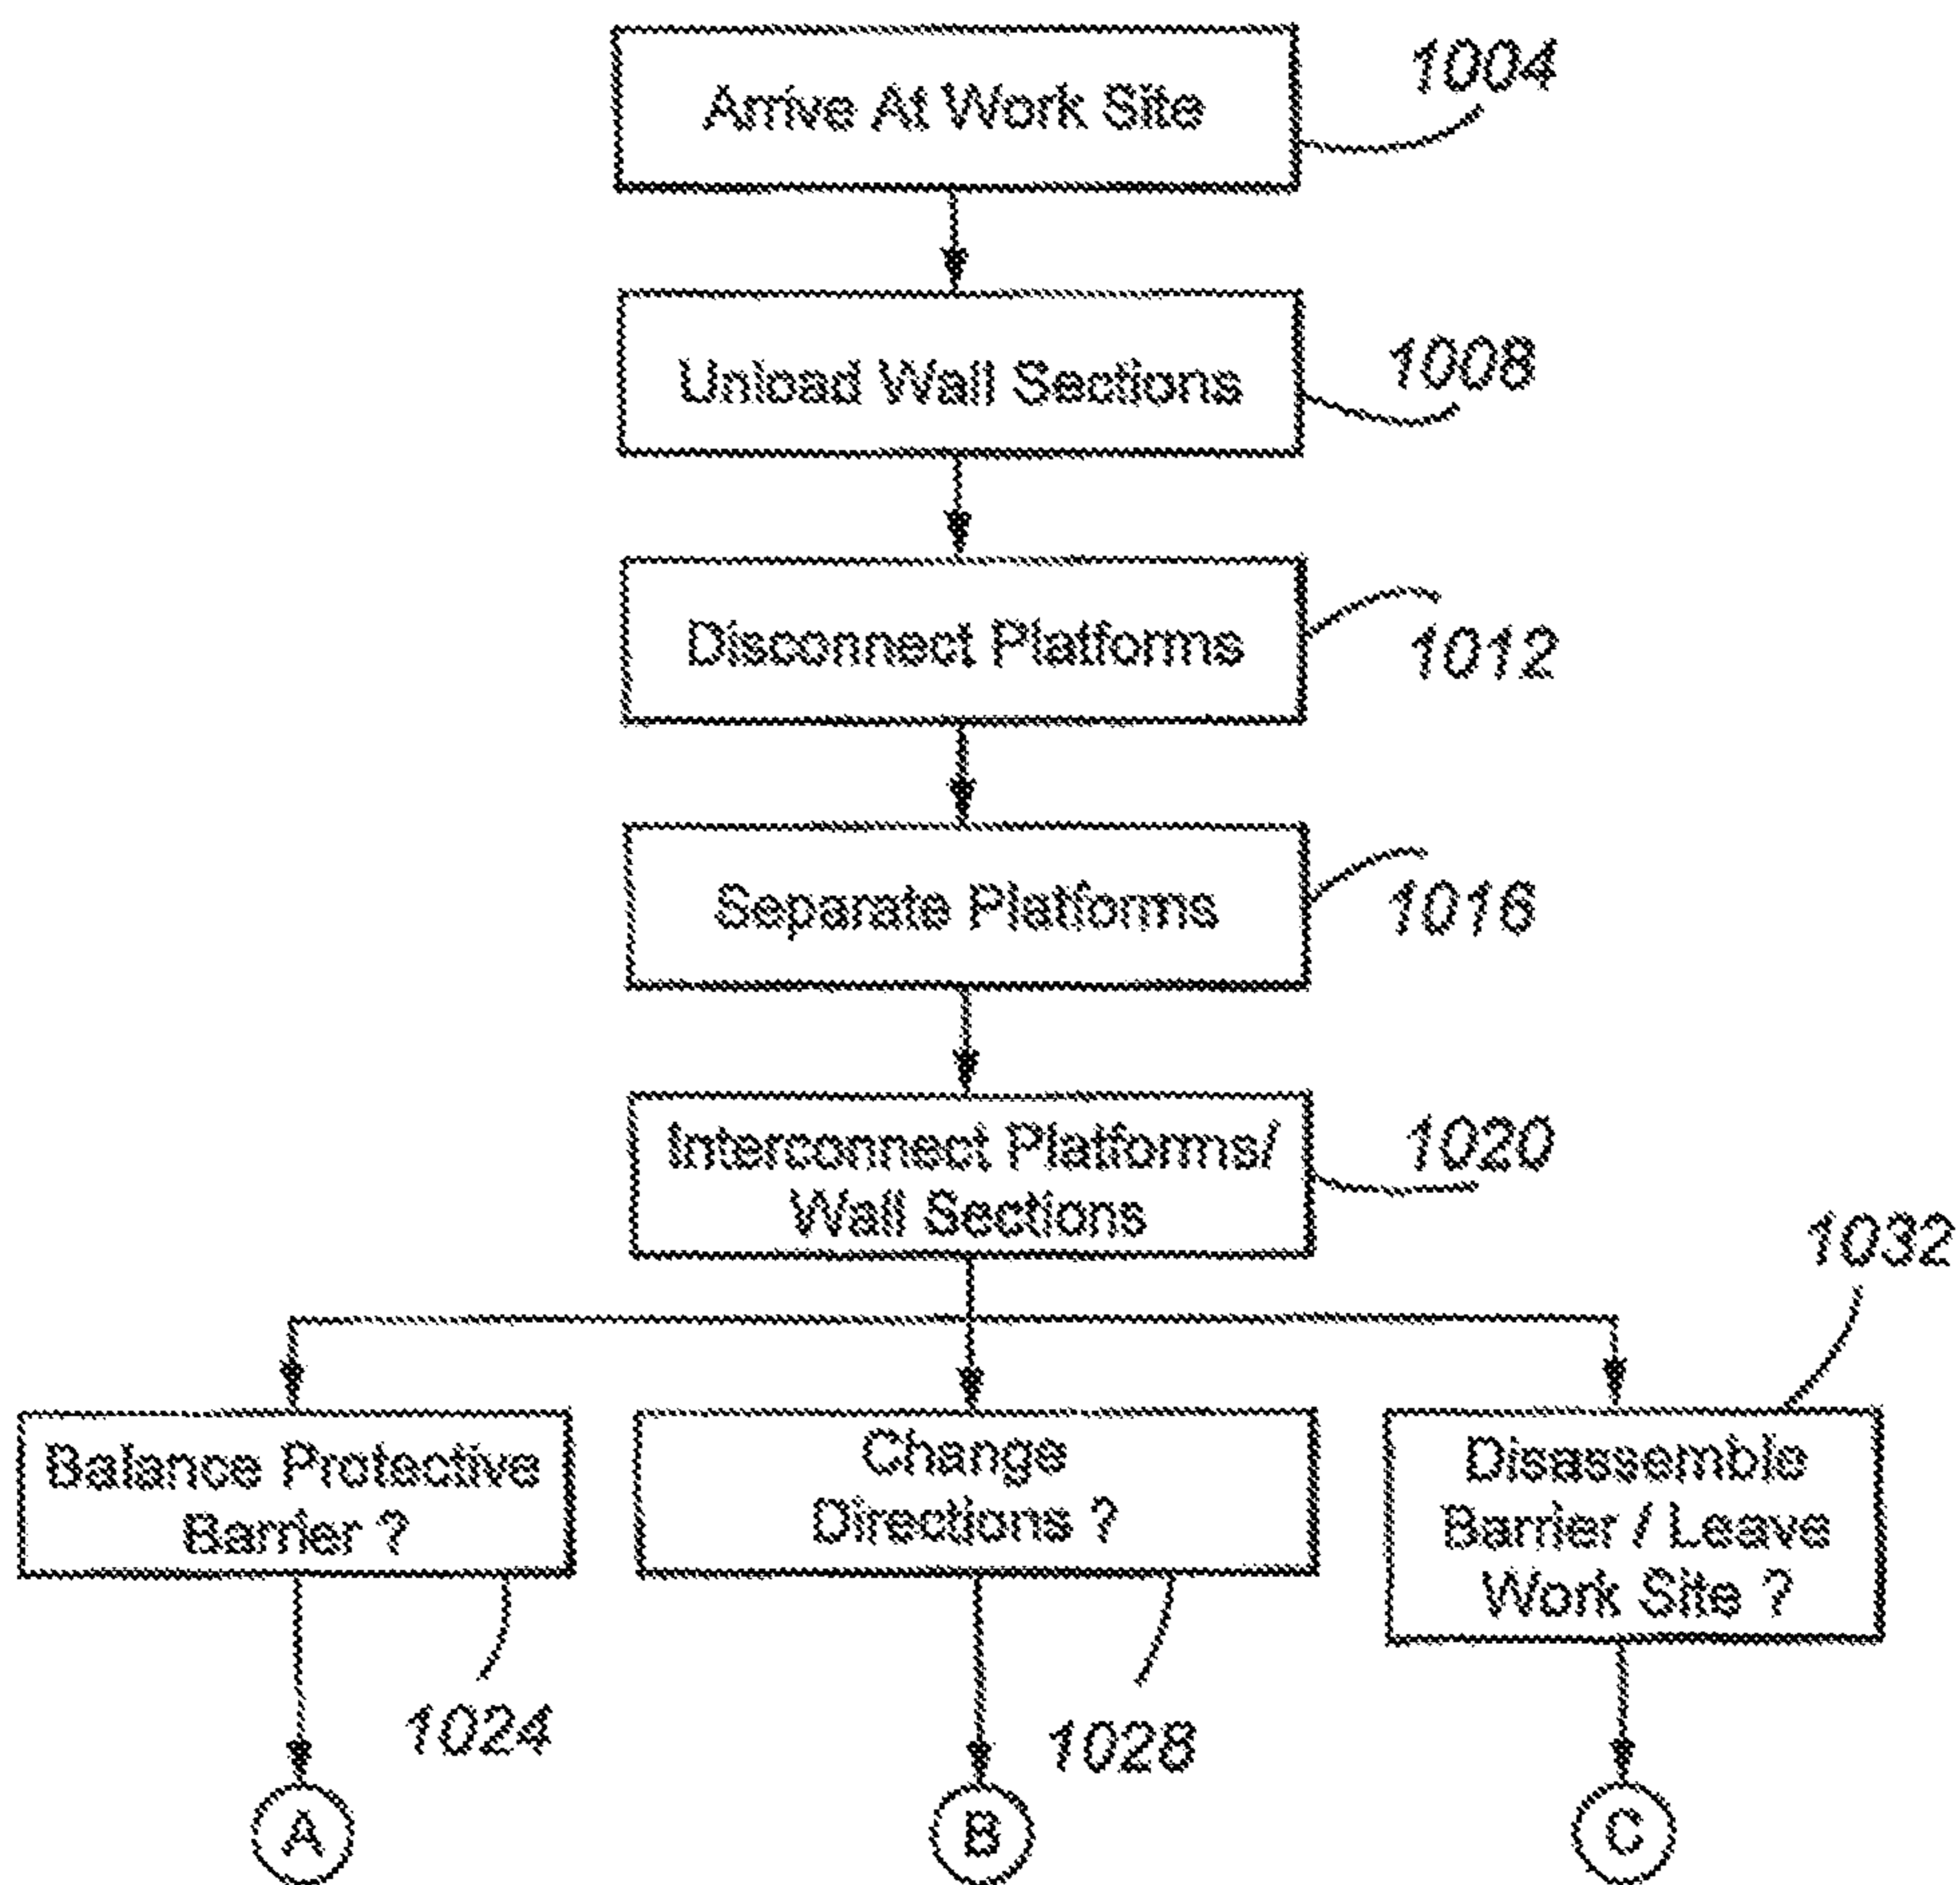 Arrive At Work Site
1004
Unload Wall Sections
1008
Disconnect Platforms
1012
Separate Platforms
1016
Interconnect Platforms/
Wall Sections
1020
1032
Balance Protective
Barrier ?
1024
Change
Directions ?
1028
Disassemble
Barrier / Leave
Work Site ?
A
B
C